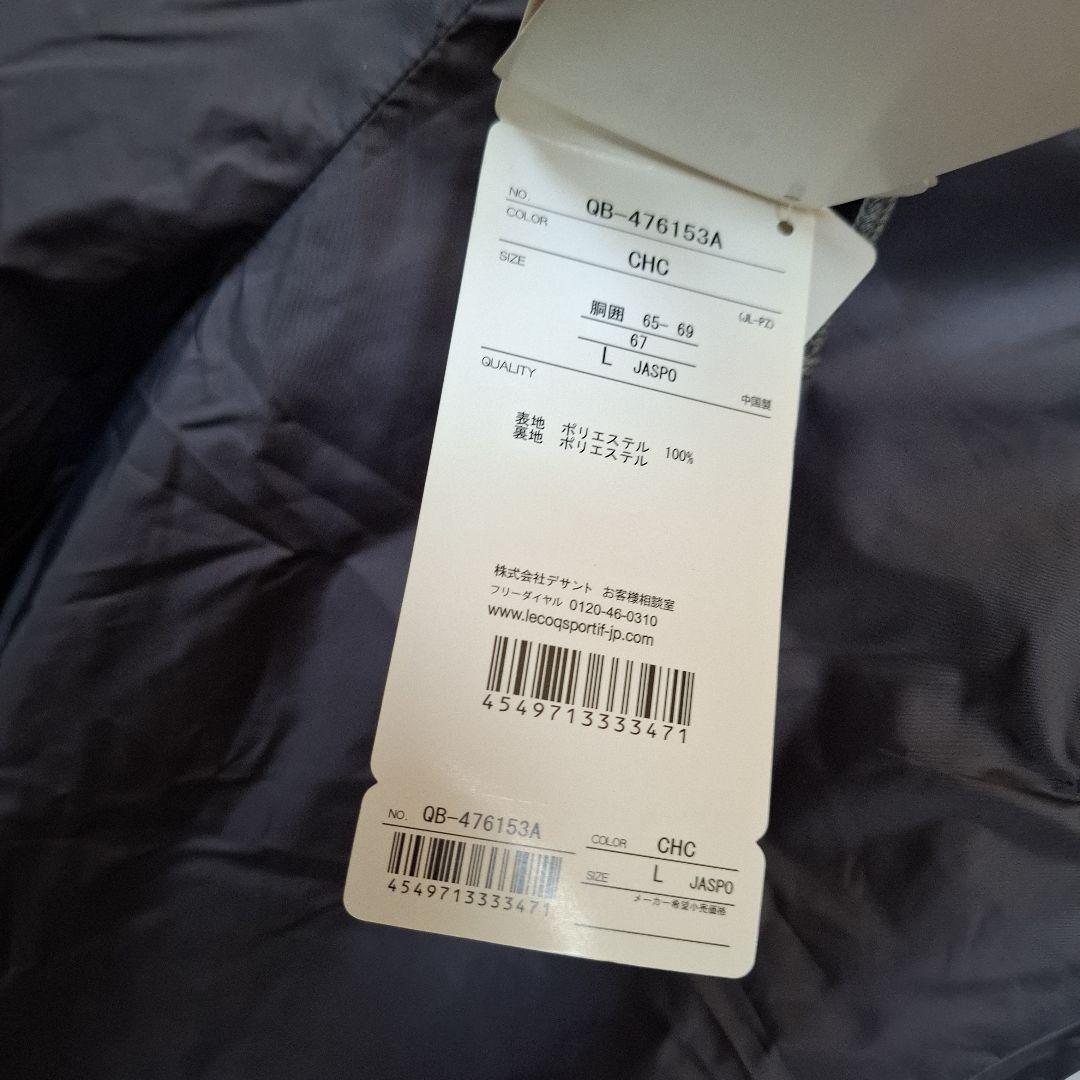 NO. QB-476153A
COLOR CHC
SIZE (JL-PZ)
胴囲 65- 69
67
L JASPO
QUALITY 中国製
表地 ポリエステル 100%
裏地 ポリエステル
株式会社デサント お客様相談室
フリーダイヤル 0120-46-0310
www.lecoqsportif-jp.com
4549713333471
NO. QB-476153A
COLOR CHC
4549713333471
SIZE L JASPO
メーカー希望小売価格